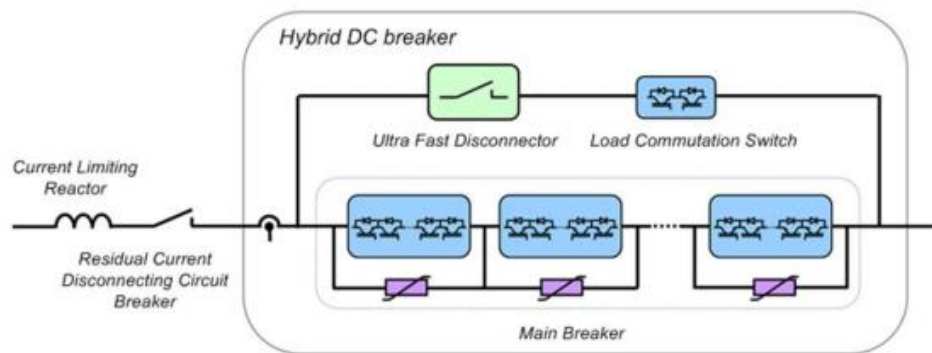 Hybrid DC breaker
Ultra Fast Disconnector
Load Commutation Switch
Current Limiting
Reactor
Residual Current
Disconnecting Circuit
Breaker
Main Breaker